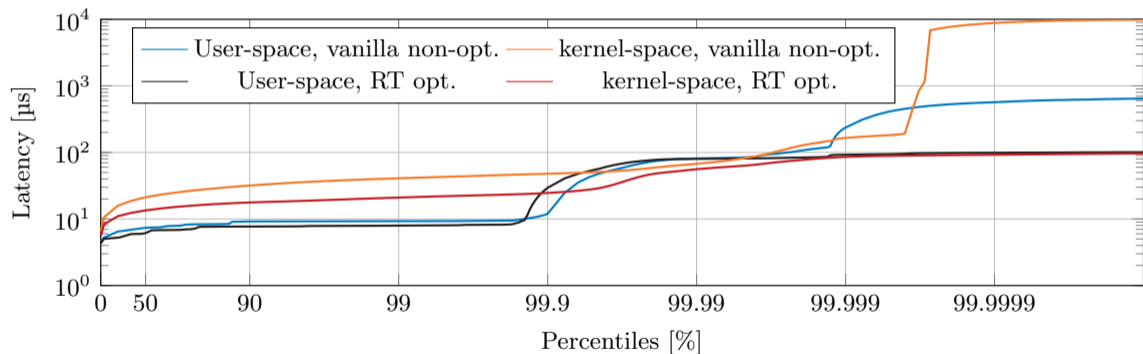 10^4
10^3
10^2
10^1
10^0
Latency [µs]
User-space, vanilla non-opt. kernel-space, vanilla non-opt.
User-space, RT opt. kernel-space, RT opt.
0 50 90 99 99.9 99.99 99.999 99.9999
Percentiles [%]